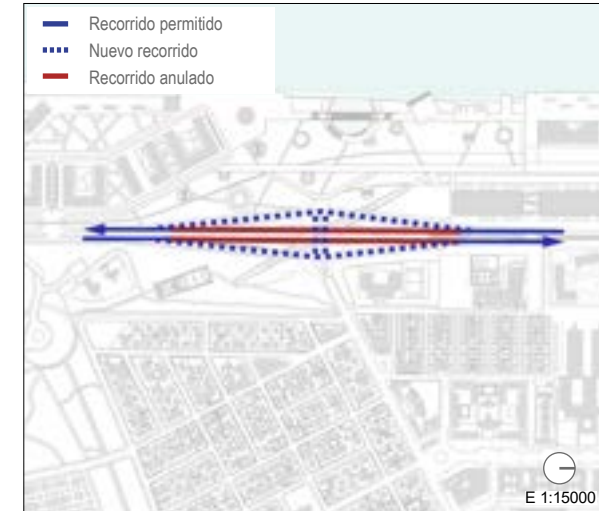 Recorrido permitido
Nuevo recorrido
Recorrido anulado
E 1:15000